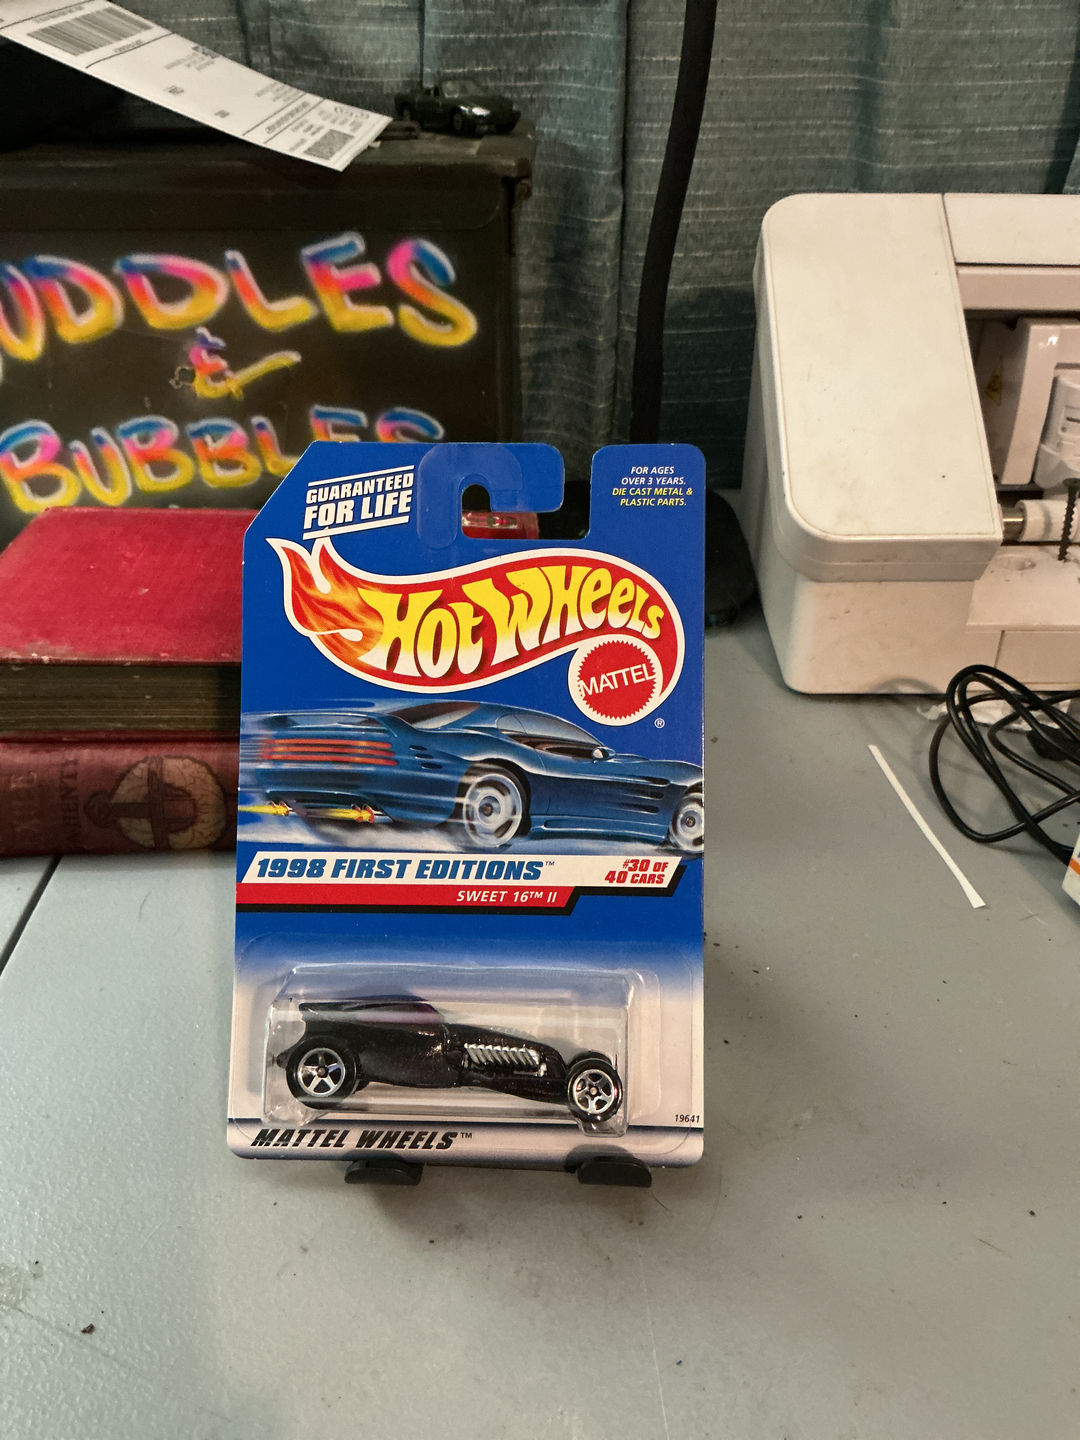 UDDLES
&
BUBBLES
GUARANTEED
FOR LIFE
FOR AGES
OVER 3 YEARS.
DIE CAST METAL &
PLASTIC PARTS.
HOT WHEELS
MATTEL
®
1998 FIRST EDITIONS™
#30 OF
40 CARS
SWEET 16™ II
19641
MATTEL WHEELS™